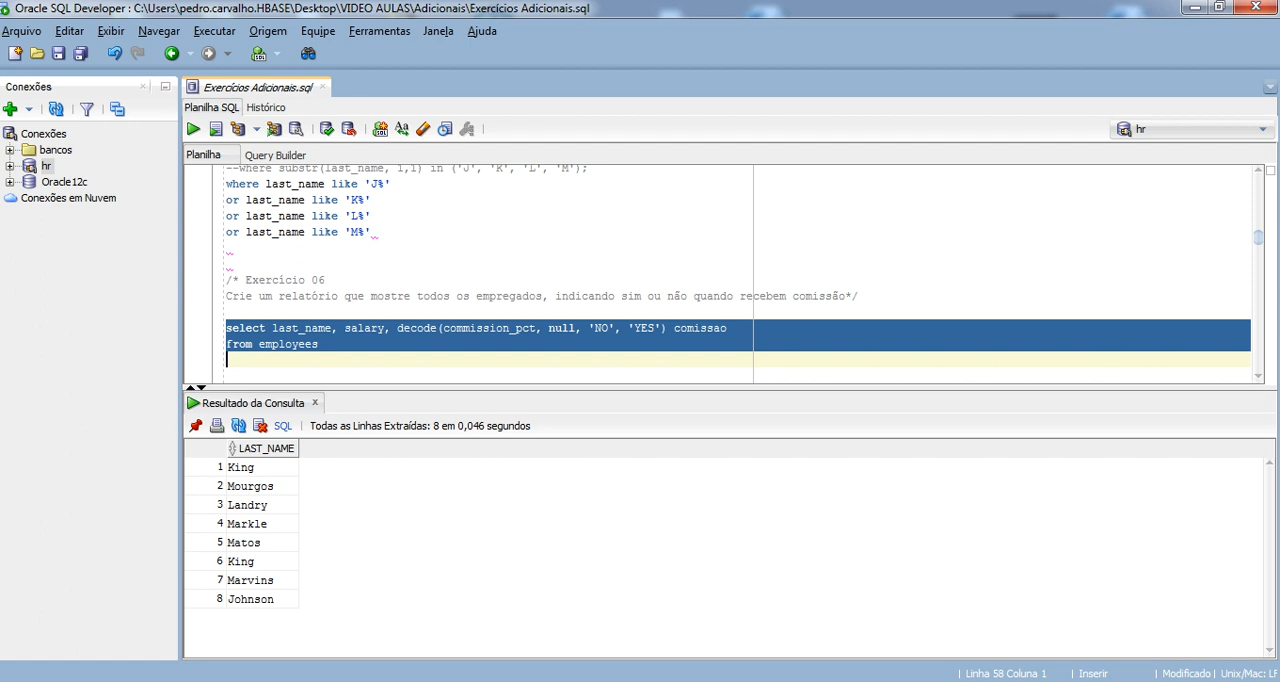 Oracle SQL Developer : C:\Users\pedro.carvalho.HBASE\Desktop\VIDEO AULAS\Adicionais\Exercícios Adicionais.sql
Arquivo Editar Exibir Navegar Executar Origem Equipe Ferramentas Janela Ajuda
Conexões
Exercícios Adicionais.sql
Planilha SQL Histórico
hr
Planilha Query Builder
Conexões
bancos
hr
Oracle12c
Conexões em Nuvem
--where substr(last_name, 1,1) in ('J', 'K', 'L', 'M');
where last_name like 'J%'
or last_name like 'K%'
or last_name like 'L%'
or last_name like 'M%'
/* Exercício 06
Crie um relatório que mostre todos os empregados, indicando sim ou não quando recebem comissão*/
select last_name, salary, decode(commission_pct, null, 'NO', 'YES') comissao
from employees
Resultado da Consulta
SQL Todas as Linhas Extraídas: 8 em 0,046 segundos
LAST_NAME
1 King
2 Mourgos
3 Landry
4 Markle
5 Matos
6 King
7 Marvins
8 Johnson
Linha 58 Coluna 1 Inserir Modificado Unix/Mac: LF